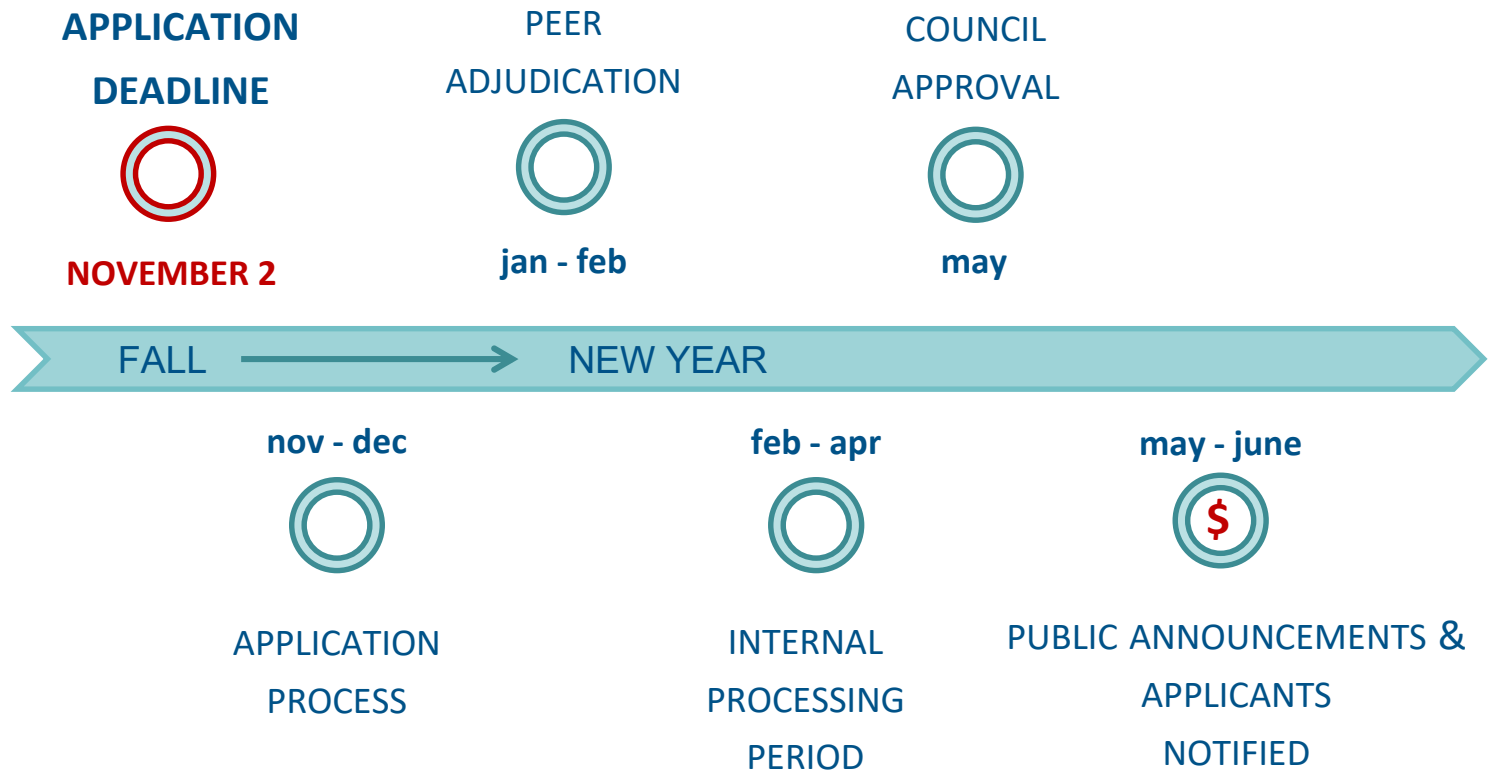 APPLICATION
DEADLINE
NOVEMBER 2
PEER
ADJUDICATION
jan - feb
COUNCIL
APPROVAL
may
FALL
NEW YEAR
nov - dec
APPLICATION
PROCESS
feb - apr
INTERNAL
PROCESSING
PERIOD
may - june
$
PUBLIC ANNOUNCEMENTS &
APPLICANTS
NOTIFIED